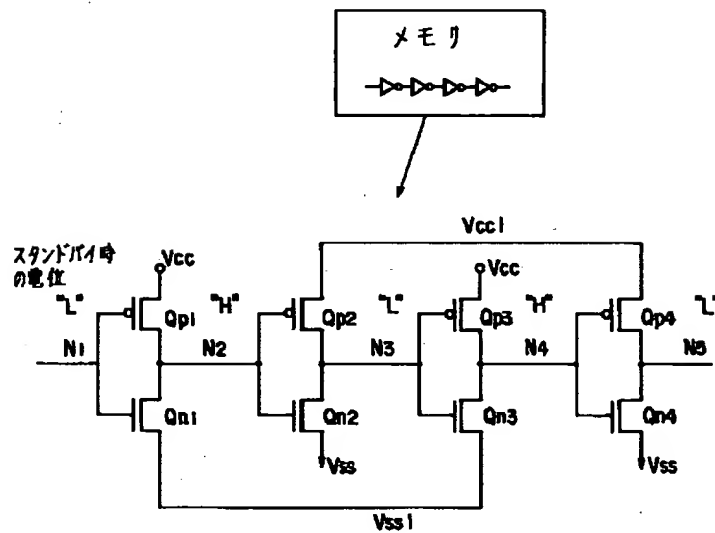 メモリ
Vcc1
スタンドバイ時
の電位
Vcc
Vcc
"L"
Qp1
"H"
Qp2
"L"
Qp3
"H"
Qp4
"L"
N1
N2
N3
N4
N5
Qn1
Qn2
Qn3
Qn4
Vss
Vss
Vss1